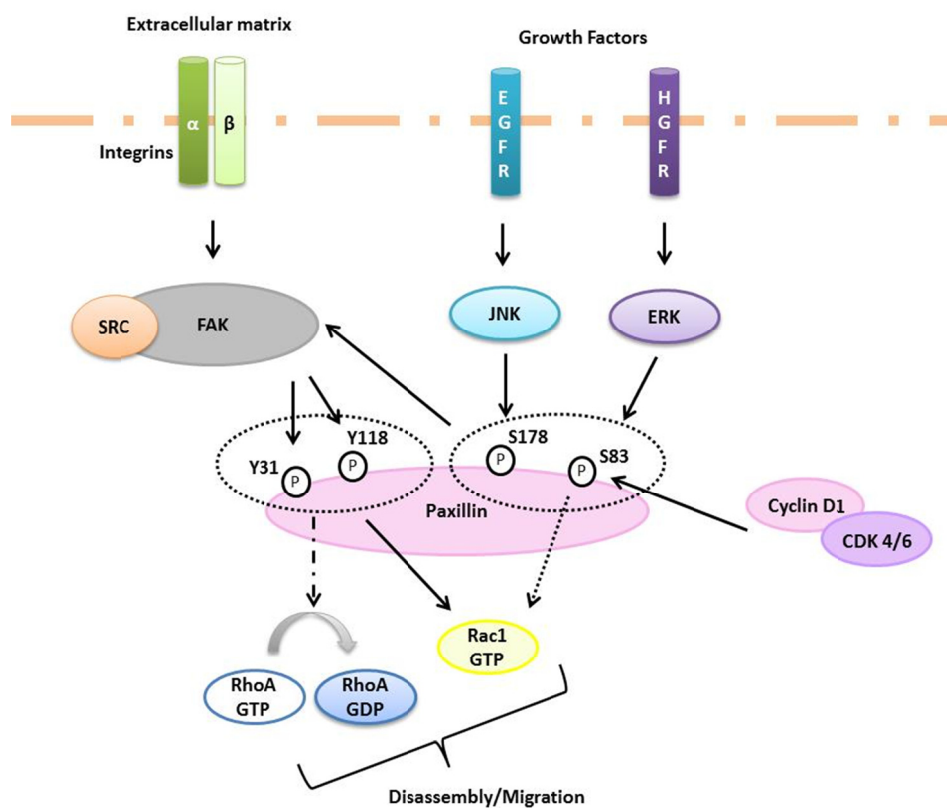 Extracellular matrix
Growth Factors
α
β
Integrins
E
G
F
R
H
G
F
R
SRC
FAK
JNK
ERK
Y31
P
Y118
P
S178
P
S83
P
Paxillin
Cyclin D1
CDK 4/6
Rac1
GTP
RhoA
GTP
RhoA
GDP
Disassembly/Migration